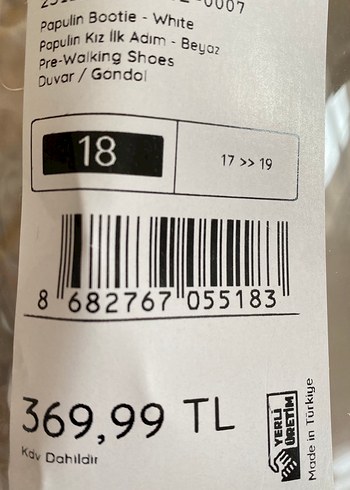 Papulin Bootie - White
Papulin Kız İlk Adım - Beyaz
Pre-Walking Shoes
Duvar / Gondol
18
17 >> 19
8 682767 055183
369,99 TL
Kdv Dahildir
YERLİ
ÜRETİM
Made in Türkiye